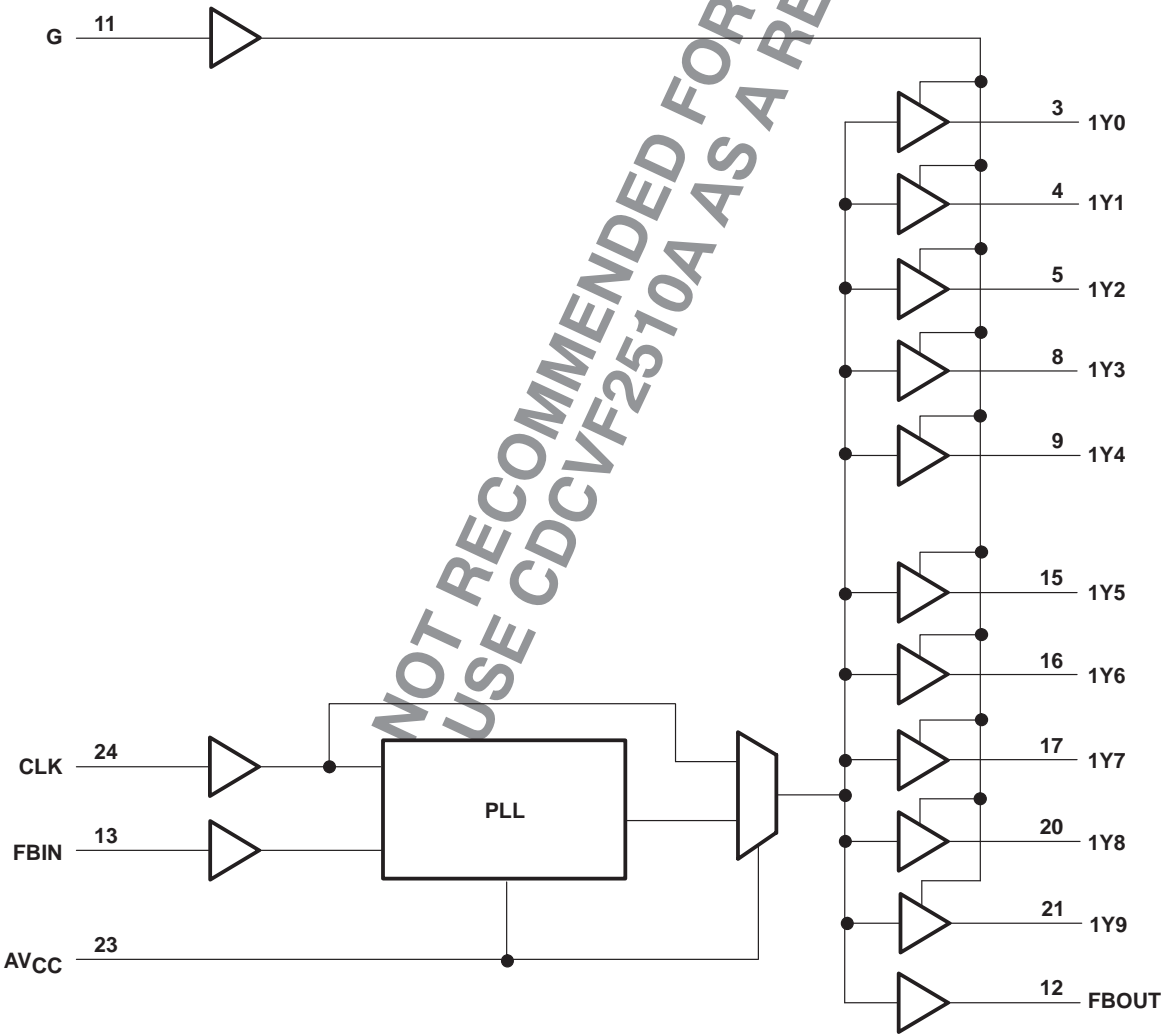 G 11
3 1Y0
4 1Y1
5 1Y2
8 1Y3
9 1Y4
15 1Y5
16 1Y6
17 1Y7
20 1Y8
21 1Y9
12 FBOUT
CLK 24
FBIN 13
AVCC 23
PLL
NOT RECOMMENDED FOR
USE CDCVF2510A AS A RE